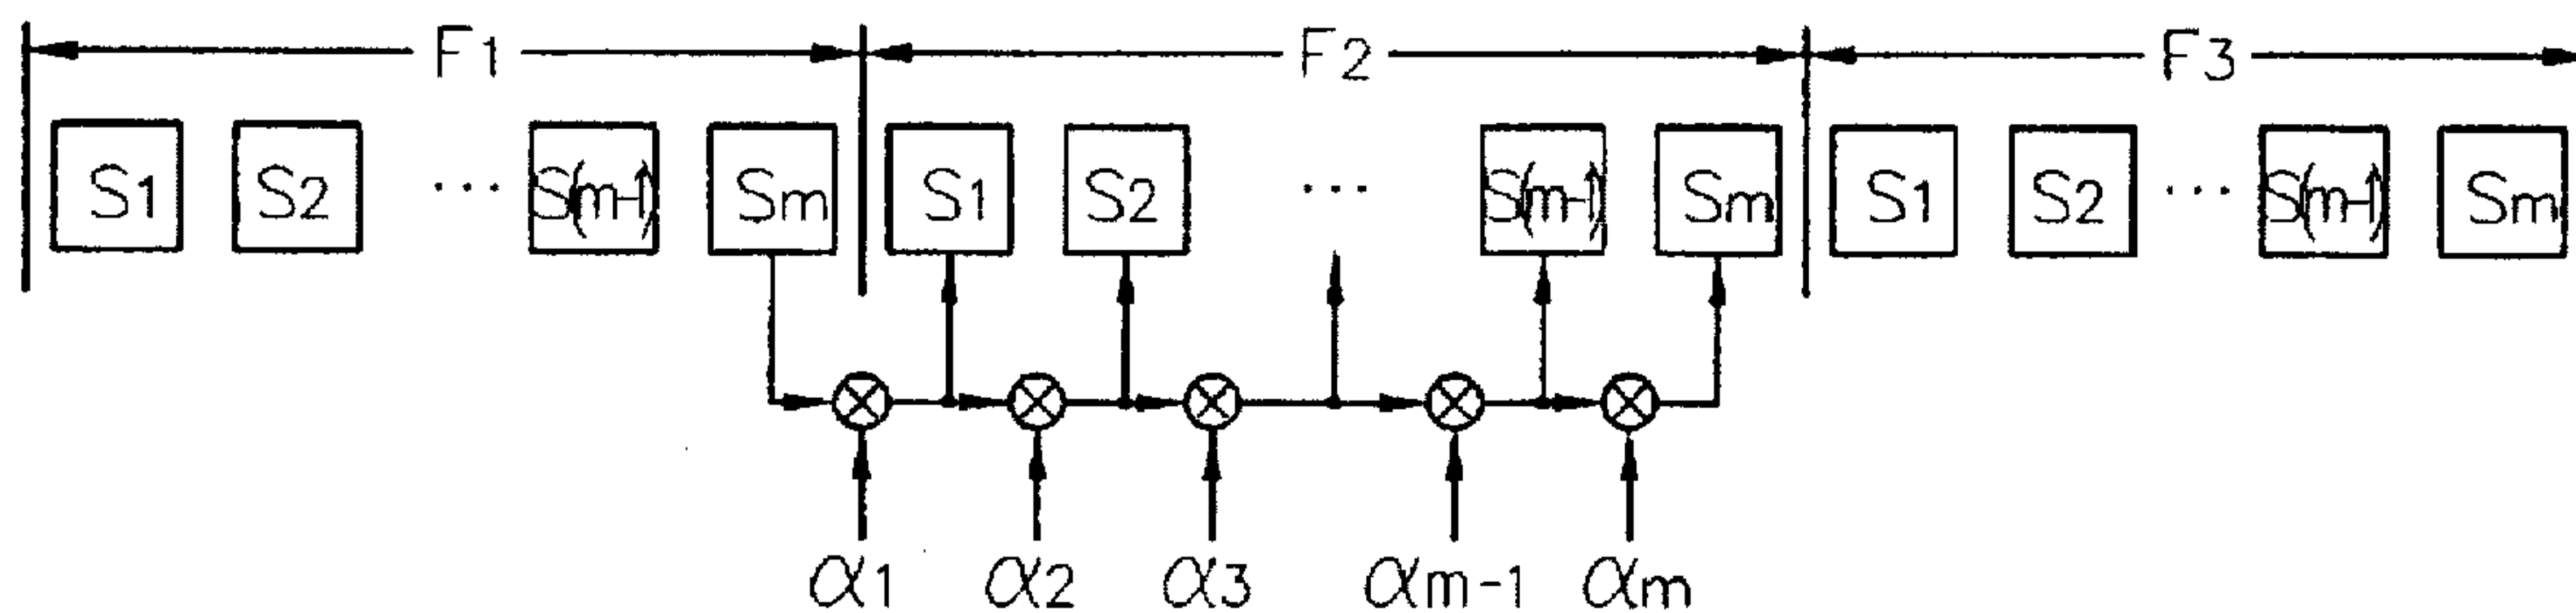 F1 F2 F3
S1 S2 ... S(m-1) Sm S1 S2 ... S(m-1) Sm S1 S2 ... S(m-1) Sm
α1 α2 α3 αm-1 αm